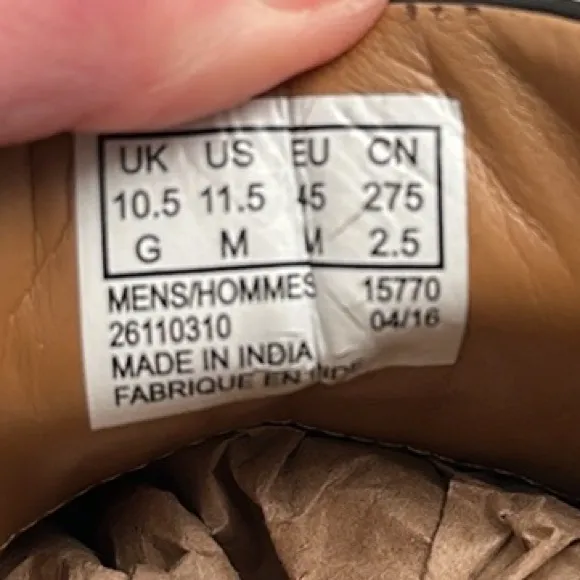 UK US EU CN
10.5 11.5 45 275
G M M 2.5
MENS/HOMMES 15770
26110310 04/16
MADE IN INDIA
FABRIQUE EN